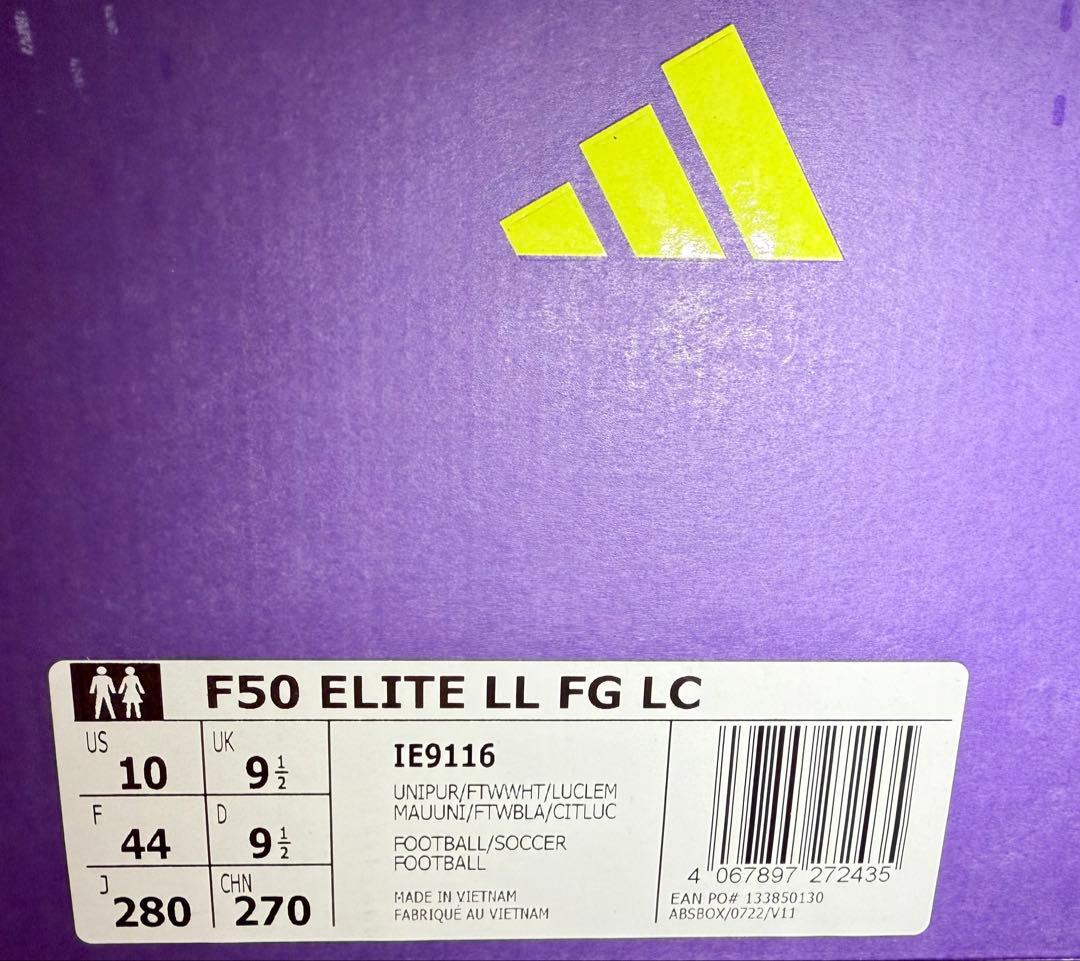 F50 ELITE LL FG LC
US 10
UK 9 1/2
F 44
D 9 1/2
J 280
CHN 270
IE9116
UNIPUR/FTWWHT/LUCLEM
MAUUNI/FTWBLA/CITLUC
FOOTBALL/SOCCER
FOOTBALL
MADE IN VIETNAM
FABRIQUÉ AU VIETNAM
4 067897 272435
EAN PO# 133850130
ABSBOX/0722/V11